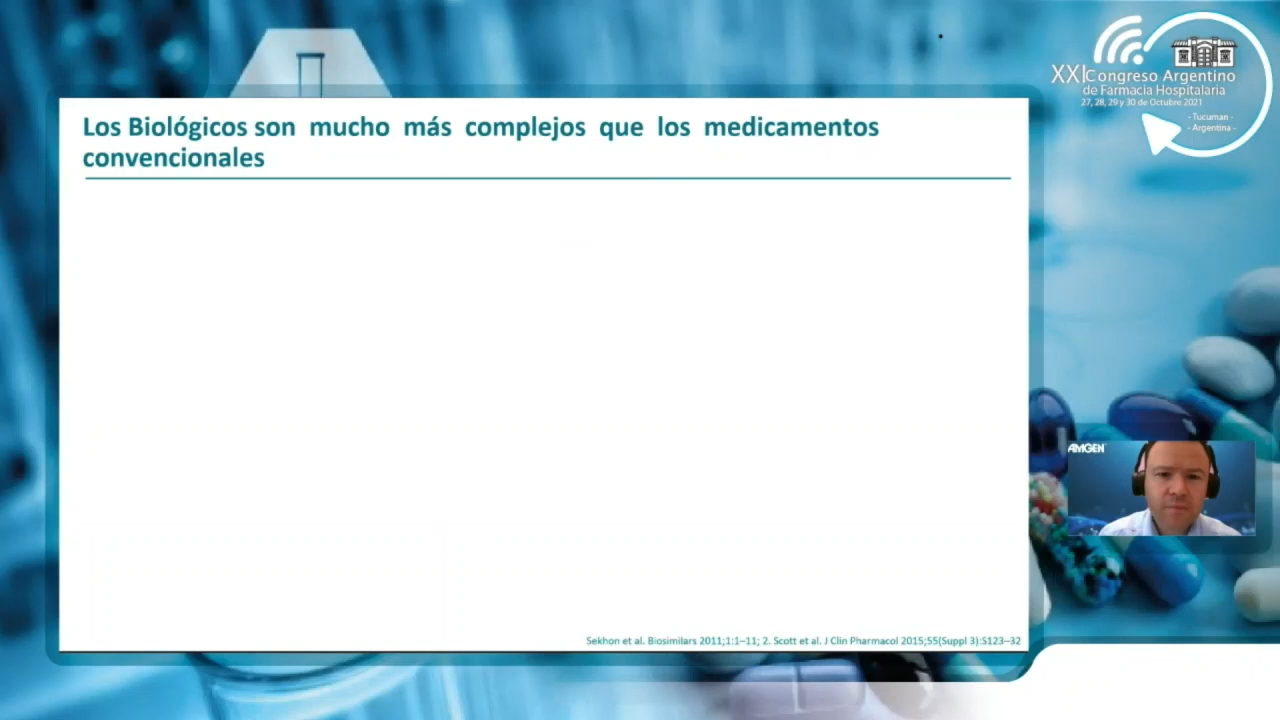 Los Biológicos son mucho más complejos que los medicamentos
convencionales
Sekhon et al. Biosimilars 2011;1:1–11; 2. Scott et al. J Clin Pharmacol 2015;55(Suppl 3):S123–32
XXI Congreso Argentino
de Farmacia Hospitalaria
27, 28, 29 y 30 de Octubre 2021
- Tucuman -
- Argentina -
AMGEN